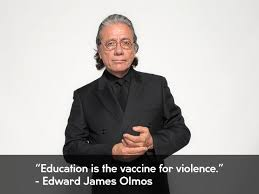 “Education is the vaccine for violence.”
- Edward James Olmos